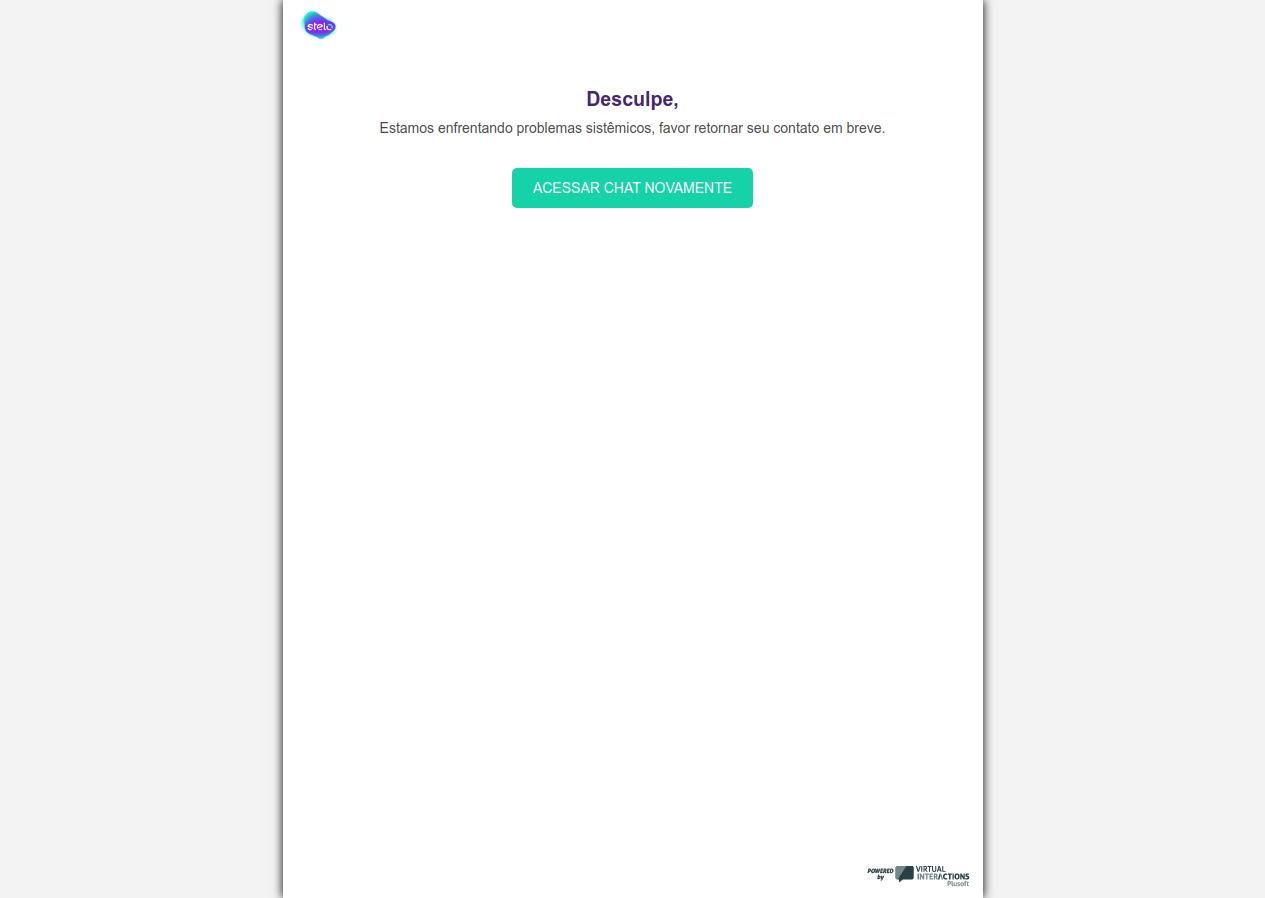 stelo
Desculpe,
Estamos enfrentando problemas sistêmicos, favor retornar seu contato em breve.
ACESSAR CHAT NOVAMENTE
POWERED by VIRTUAL INTERACTIONS
Plusoft